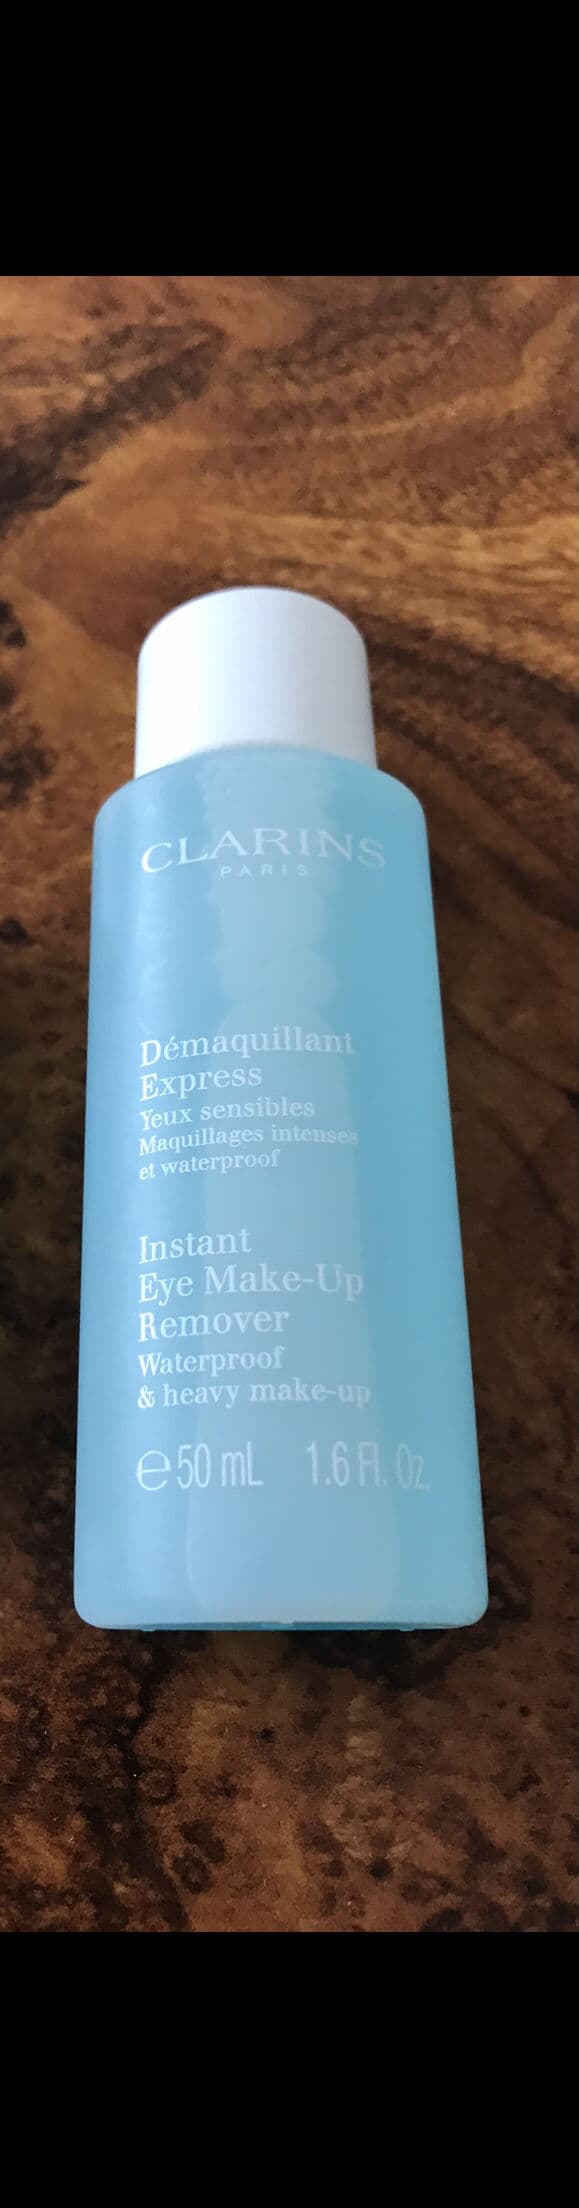 CLARINS
PARIS
Démaquillant
Express
Yeux sensibles
Maquillages intenses
et waterproof
Instant
Eye Make-Up
Remover
Waterproof
& heavy make-up
℮50 mL 1.6 Fl. Oz.